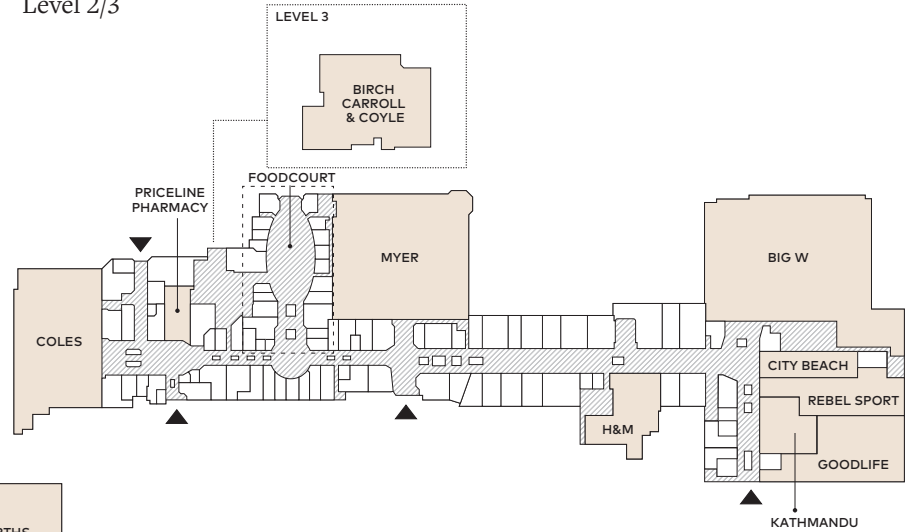 Level 2/3
LEVEL 3
BIRCH
CARROLL
& COYLE
FOODCOURT
PRICELINE
PHARMACY
MYER
BIG W
COLES
CITY BEACH
REBEL SPORT
H&M
GOODLIFE
KATHMANDU